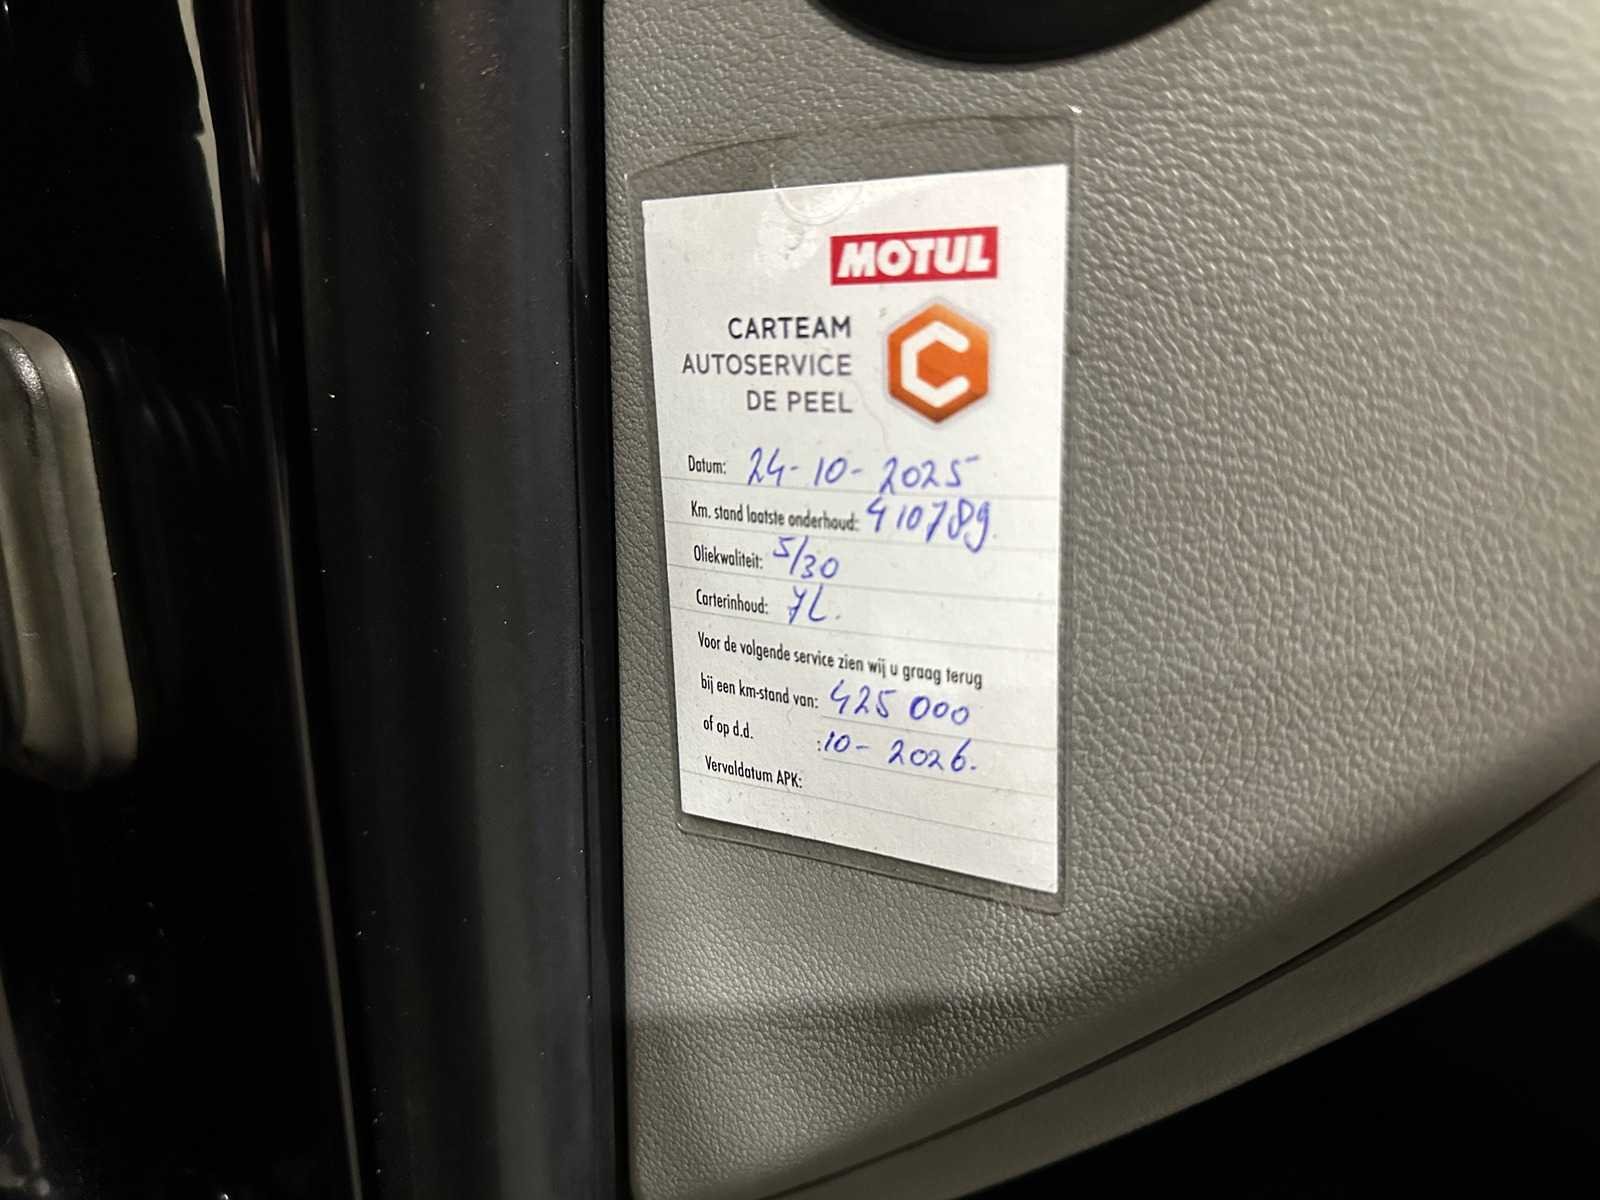 MOTUL
CARTEAM
AUTOSERVICE
DE PEEL
Datum: 24-10-2025
Km. stand laatste onderhoud: 410789.
Oliekwaliteit: 5/30
Carterinhoud: 7L.
Voor de volgende service zien wij u graag terug
bij een km-stand van: 425 000
of op d.d. :10-2026.
Vervaldatum APK: